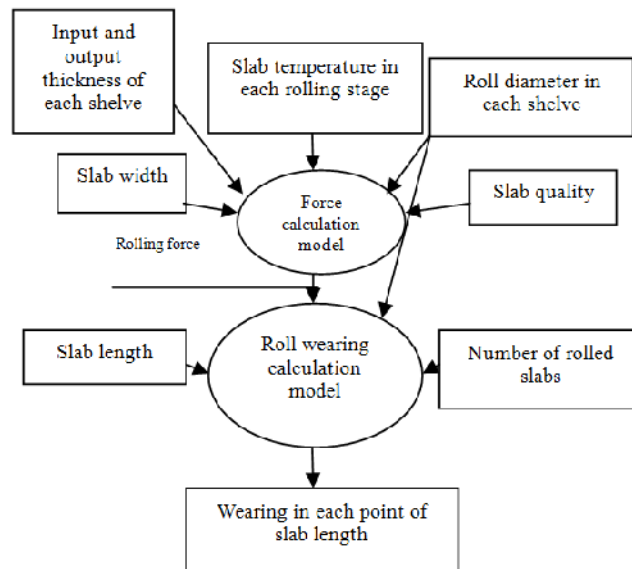 Input and
output
thickness of
each shelve
Slab temperature in
each rolling stage
Roll diameter in
each shelve
Slab width
Force
calculation
model
Slab quality
Rolling force
Slab length
Roll wearing
calculation
model
Number of rolled
slabs
Wearing in each point of
slab length